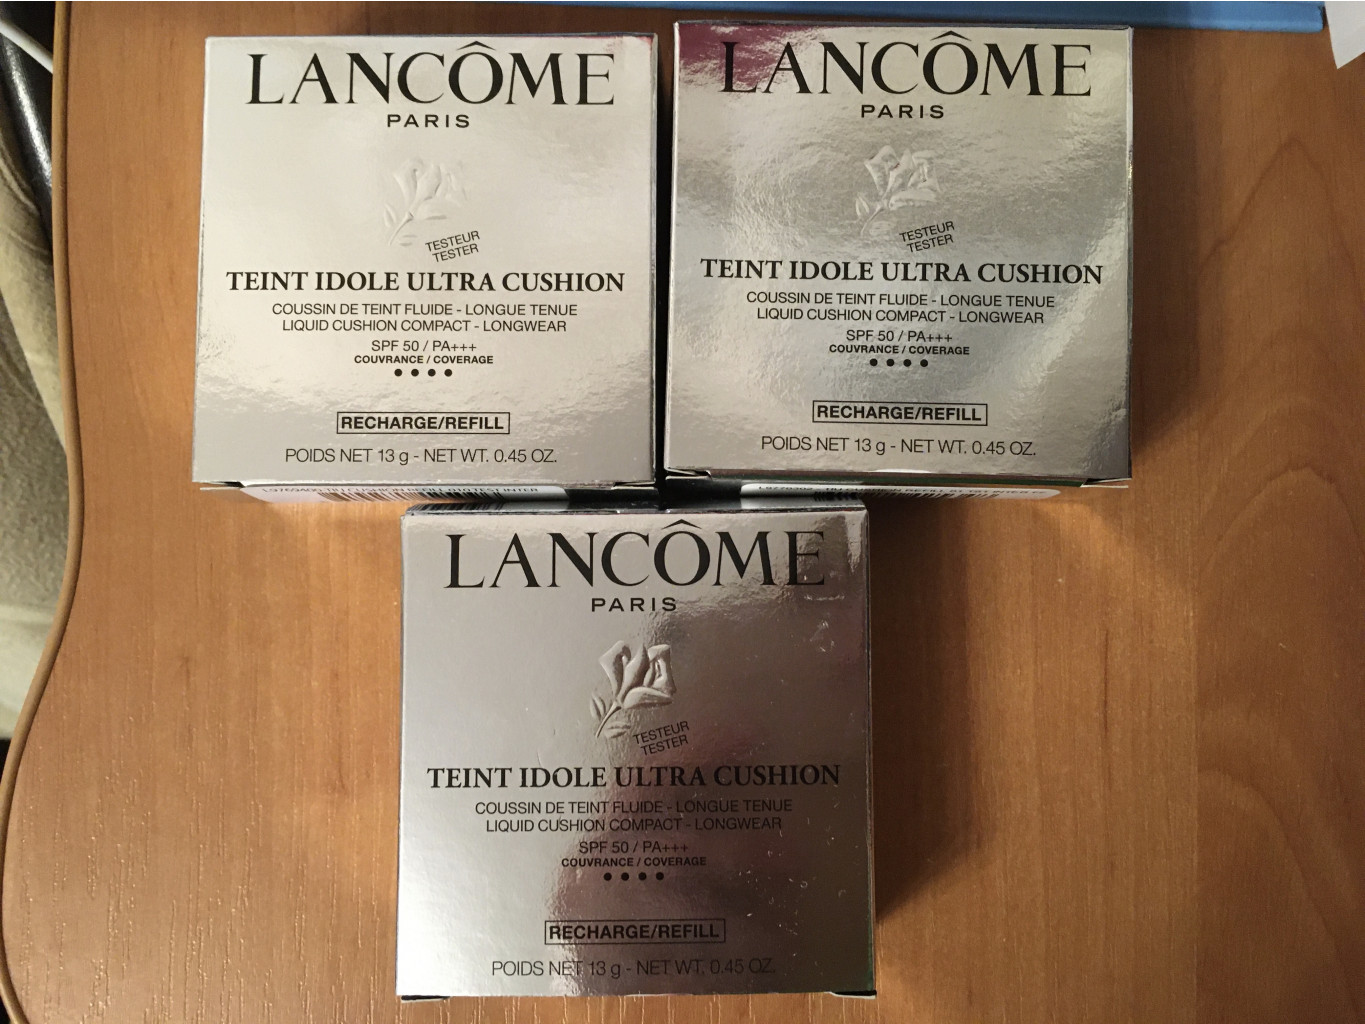 LANCÔME
PARIS
TESTEUR
TESTER
TEINT IDOLE ULTRA CUSHION
COUSSIN DE TEINT FLUIDE - LONGUE TENUE
LIQUID CUSHION COMPACT - LONGWEAR
SPF 50 / PA+++
COUVRANCE / COVERAGE
RECHARGE/REFILL
POIDS NET 13 g - NET WT. 0.45 OZ.
LANCÔME
PARIS
TESTEUR
TESTER
TEINT IDOLE ULTRA CUSHION
COUSSIN DE TEINT FLUIDE - LONGUE TENUE
LIQUID CUSHION COMPACT - LONGWEAR
SPF 50 / PA+++
COUVRANCE / COVERAGE
RECHARGE/REFILL
POIDS NET 13 g - NET WT. 0.45 OZ.
LANCÔME
PARIS
TESTEUR
TESTER
TEINT IDOLE ULTRA CUSHION
COUSSIN DE TEINT FLUIDE - LONGUE TENUE
LIQUID CUSHION COMPACT - LONGWEAR
SPF 50 / PA+++
COUVRANCE / COVERAGE
RECHARGE/REFILL
POIDS NET 13 g - NET WT. 0.45 OZ.